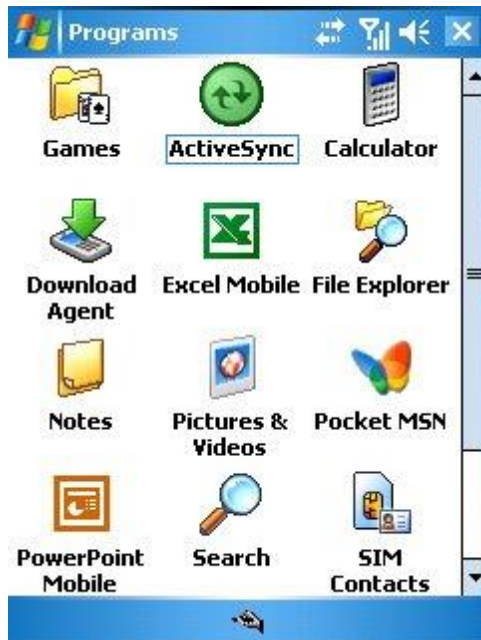 Programs
Games
ActiveSync
Calculator
Download
Agent
Excel Mobile
File Explorer
Notes
Pictures &
Videos
Pocket MSN
PowerPoint
Mobile
Search
SIM
Contacts